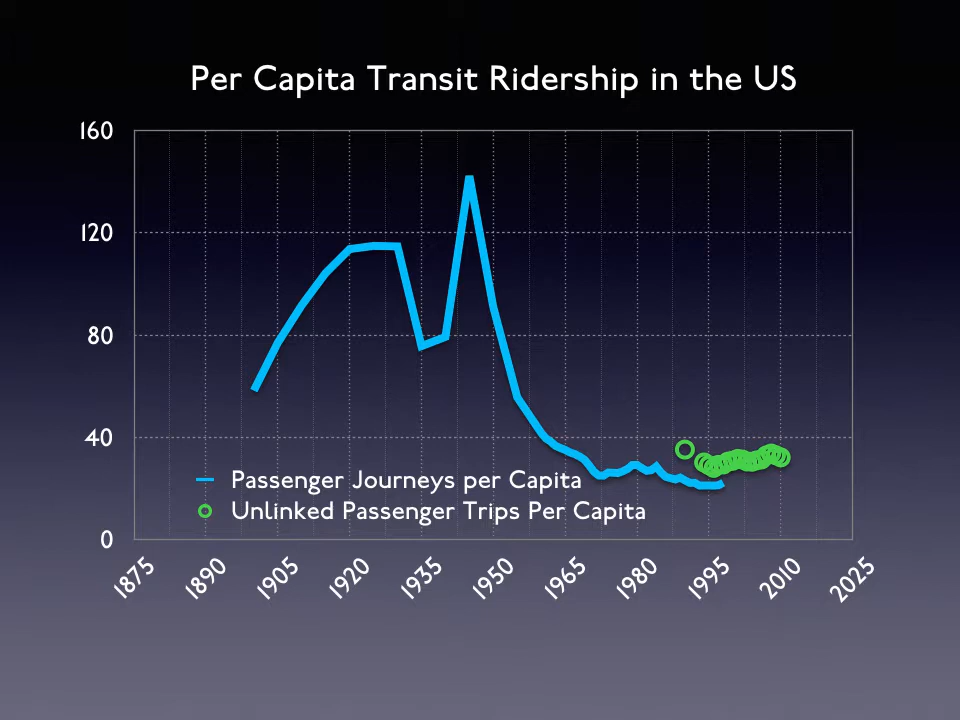 Per Capita Transit Ridership in the US
160
120
80
40
0
Passenger Journeys per Capita
Unlinked Passenger Trips Per Capita
1875 1890 1905 1920 1935 1950 1965 1980 1995 2010 2025